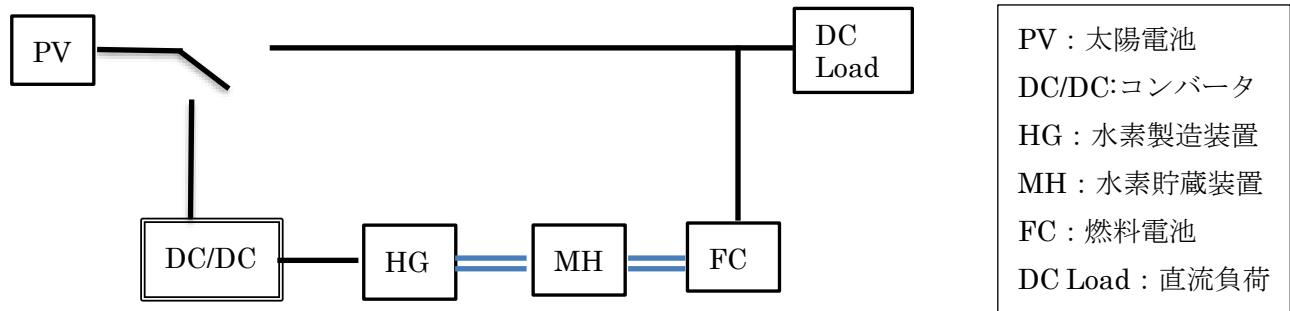 PV
DC
Load
DC/DC
HG
MH
FC
PV：太陽電池
DC/DC:コンバータ
HG：水素製造装置
MH：水素貯蔵装置
FC：燃料電池
DC Load：直流負荷